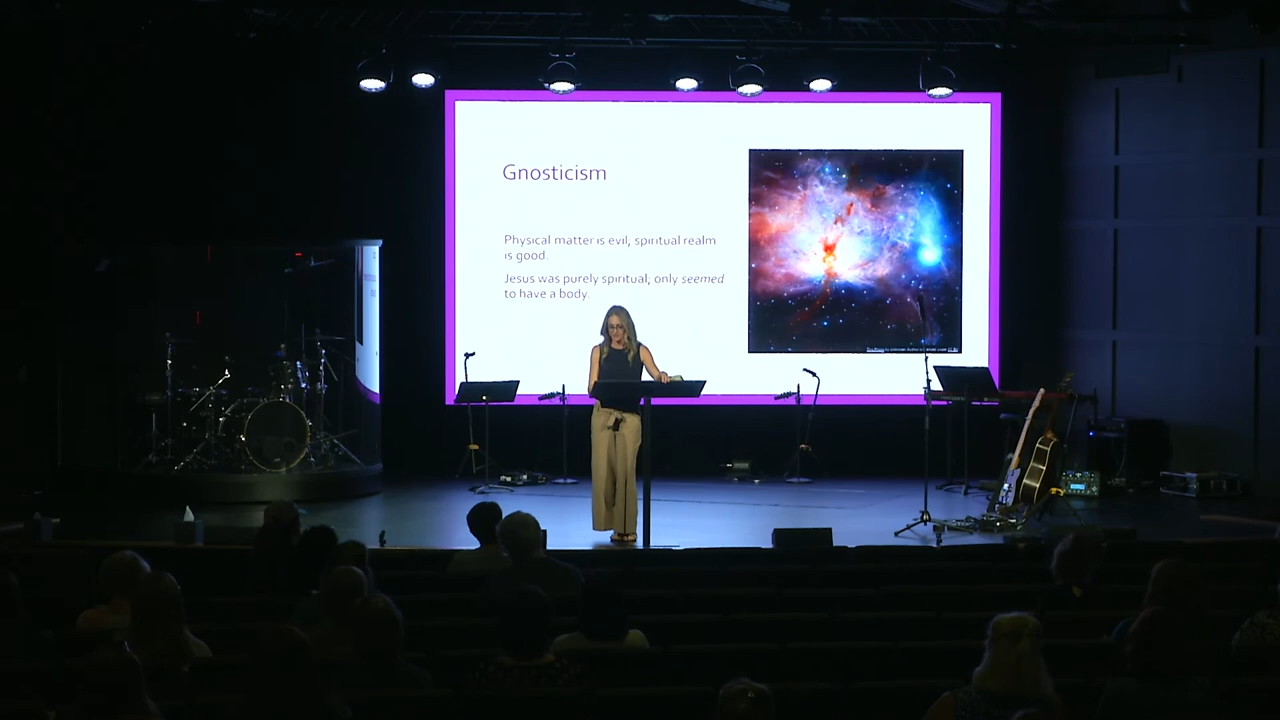 Gnosticism
Physical matter is evil, spiritual realm
is good.
Jesus was purely spiritual; only seemed
to have a body.